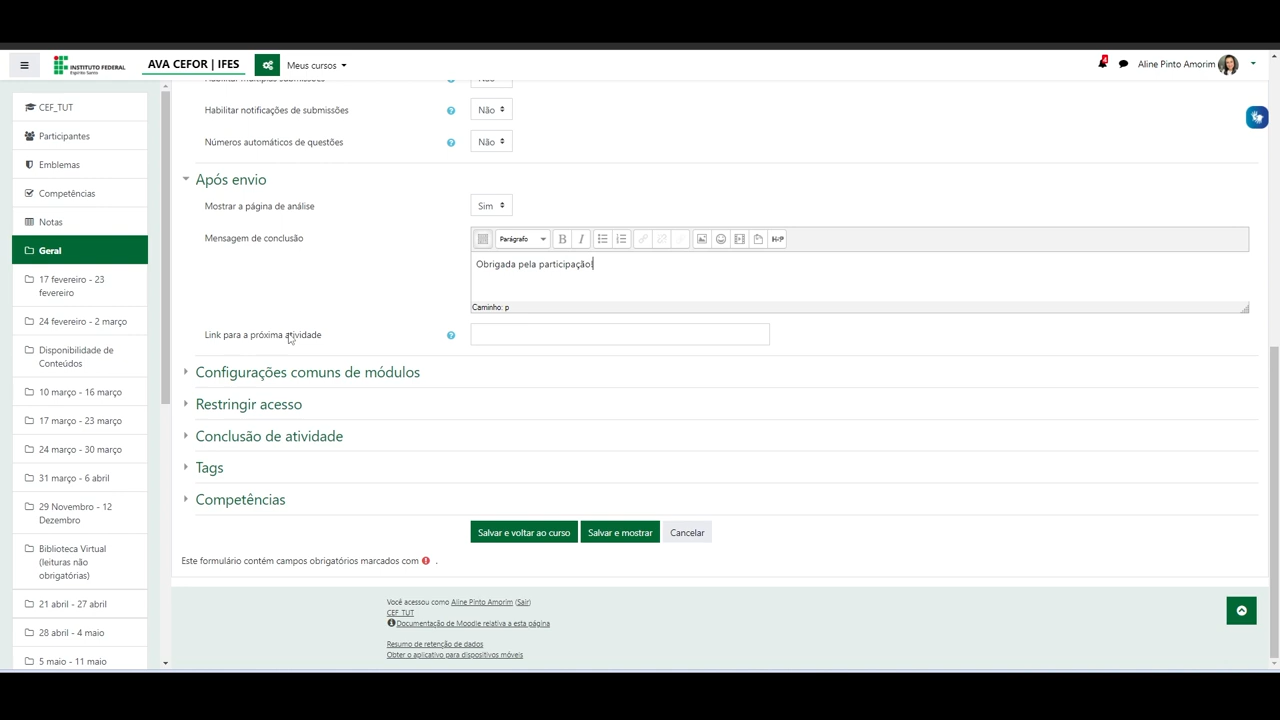 INSTITUTO FEDERAL
Espírito Santo
AVA CEFOR | IFES
Meus cursos
Aline Pinto Amorim
CEF_TUT
Participantes
Emblemas
Competências
Notas
Geral
17 fevereiro - 23
fevereiro
24 fevereiro - 2 março
Disponibilidade de
Conteúdos
10 março - 16 março
17 março - 23 março
24 março - 30 março
31 março - 6 abril
29 Novembro - 12
Dezembro
Biblioteca Virtual
(leituras não
obrigatórias)
21 abril - 27 abril
28 abril - 4 maio
5 maio - 11 maio
Habilitar múltiplas submissões
Não
Habilitar notificações de submissões
Não
Números automáticos de questões
Não
Após envio
Mostrar a página de análise
Sim
Mensagem de conclusão
Parágrafo
B
I
H-P
Obrigada pela participação!
Caminho: p
Link para a próxima atividade
Configurações comuns de módulos
Restringir acesso
Conclusão de atividade
Tags
Competências
Salvar e voltar ao curso
Salvar e mostrar
Cancelar
Este formulário contém campos obrigatórios marcados com .
Você acessou como Aline Pinto Amorim (Sair)
CEF_TUT
Documentação de Moodle relativa a esta página
Resumo de retenção de dados
Obter o aplicativo para dispositivos móveis